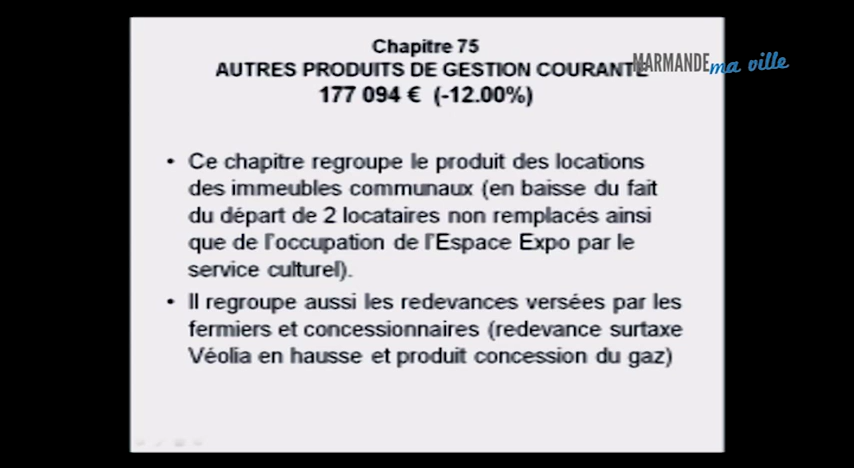 Chapitre 75
AUTRES PRODUITS DE GESTION COURANTE
177 094 € (-12.00%)
MARMANDE ma ville
• Ce chapitre regroupe le produit des locations
des immeubles communaux (en baisse du fait
du départ de 2 locataires non remplacés ainsi
que de l'occupation de l'Espace Expo par le
service culturel).
• Il regroupe aussi les redevances versées par les
fermiers et concessionnaires (redevance surtaxe
Véolia en hausse et produit concession du gaz)